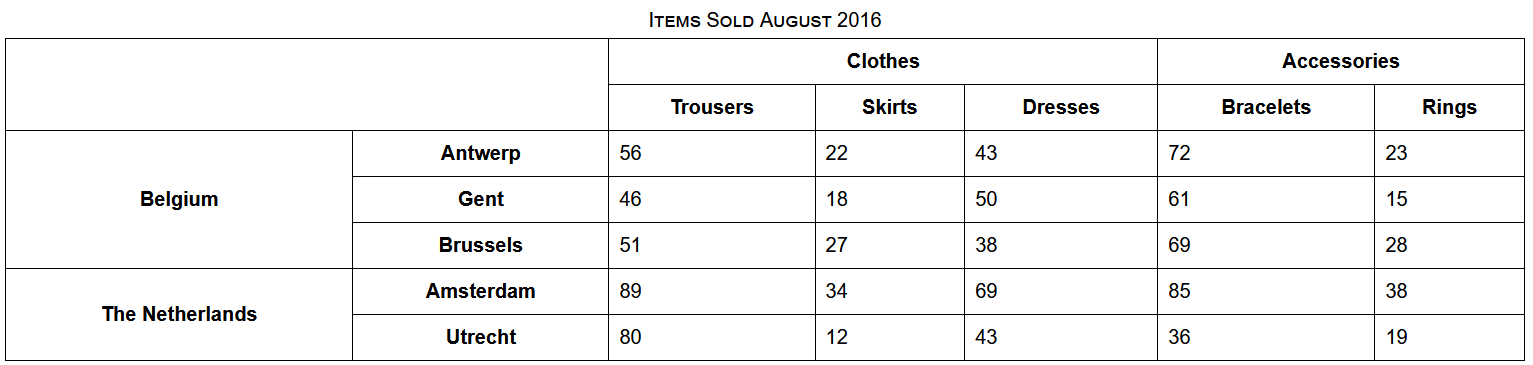 Items Sold August 2016
Clothes Accessories
Trousers Skirts Dresses Bracelets Rings
Belgium Antwerp 56 22 43 72 23
Gent 46 18 50 61 15
Brussels 51 27 38 69 28
The Netherlands Amsterdam 89 34 69 85 38
Utrecht 80 12 43 36 19